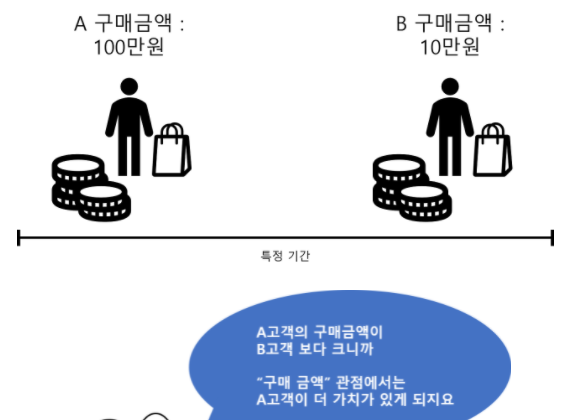 A 구매금액 :
100만원
B 구매금액 :
10만원
특정 기간
A고객의 구매금액이
B고객 보다 크니까
“구매 금액” 관점에서는
A고객이 더 가치가 있게 되지요